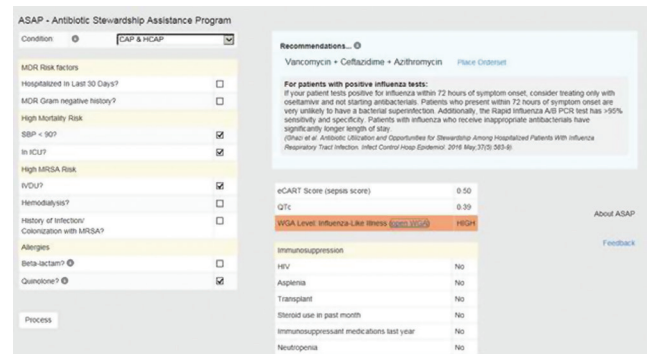 ASAP - Antibiotic Stewardship Assistance Program
Condition
CAP & HCAP
MDR Risk factors
Hospitalized In Last 30 Days?
MDR Gram negative history?
High Mortality Risk
SBP < 90?
In ICU?
High MRSA Risk
IVDU?
Hemodialysis?
History of Infection/
Colonization with MRSA?
Allergies
Beta-lactam?
Quinolone?
Process
Recommendations...
Vancomycin + Ceftazidime + Azithromycin Place Orderset
For patients with positive influenza tests:
If your patient tests positive for influenza within 72 hours of symptom onset, consider treating only with
oseltamivir and not starting antibacterials. Patients who present within 72 hours of symptom onset are
very unlikely to have a bacterial superinfection. Additionally, the Rapid Influenza A/B PCR test has >95%
sensitivity and specificity. Patients with influenza who receive inappropriate antibacterials have
significantly longer length of stay.
(Ghazi et al. Antibiotic Utilization and Opportunities for Stewardship Among Hospitalized Patients With Influenza
Respiratory Tract Infection. Infect Control Hosp Epidemiol. 2016 May;37(5):583-9)
eCART Score (sepsis score) 0.50
QTc 0.39
WGA Level: Influenza-Like Illness (open WGA) HIGH
Immunosuppression
HIV No
Asplenia No
Transplant No
Steroid use in past month No
Immunosuppressant medications last year No
Neutropenia No
About ASAP
Feedback